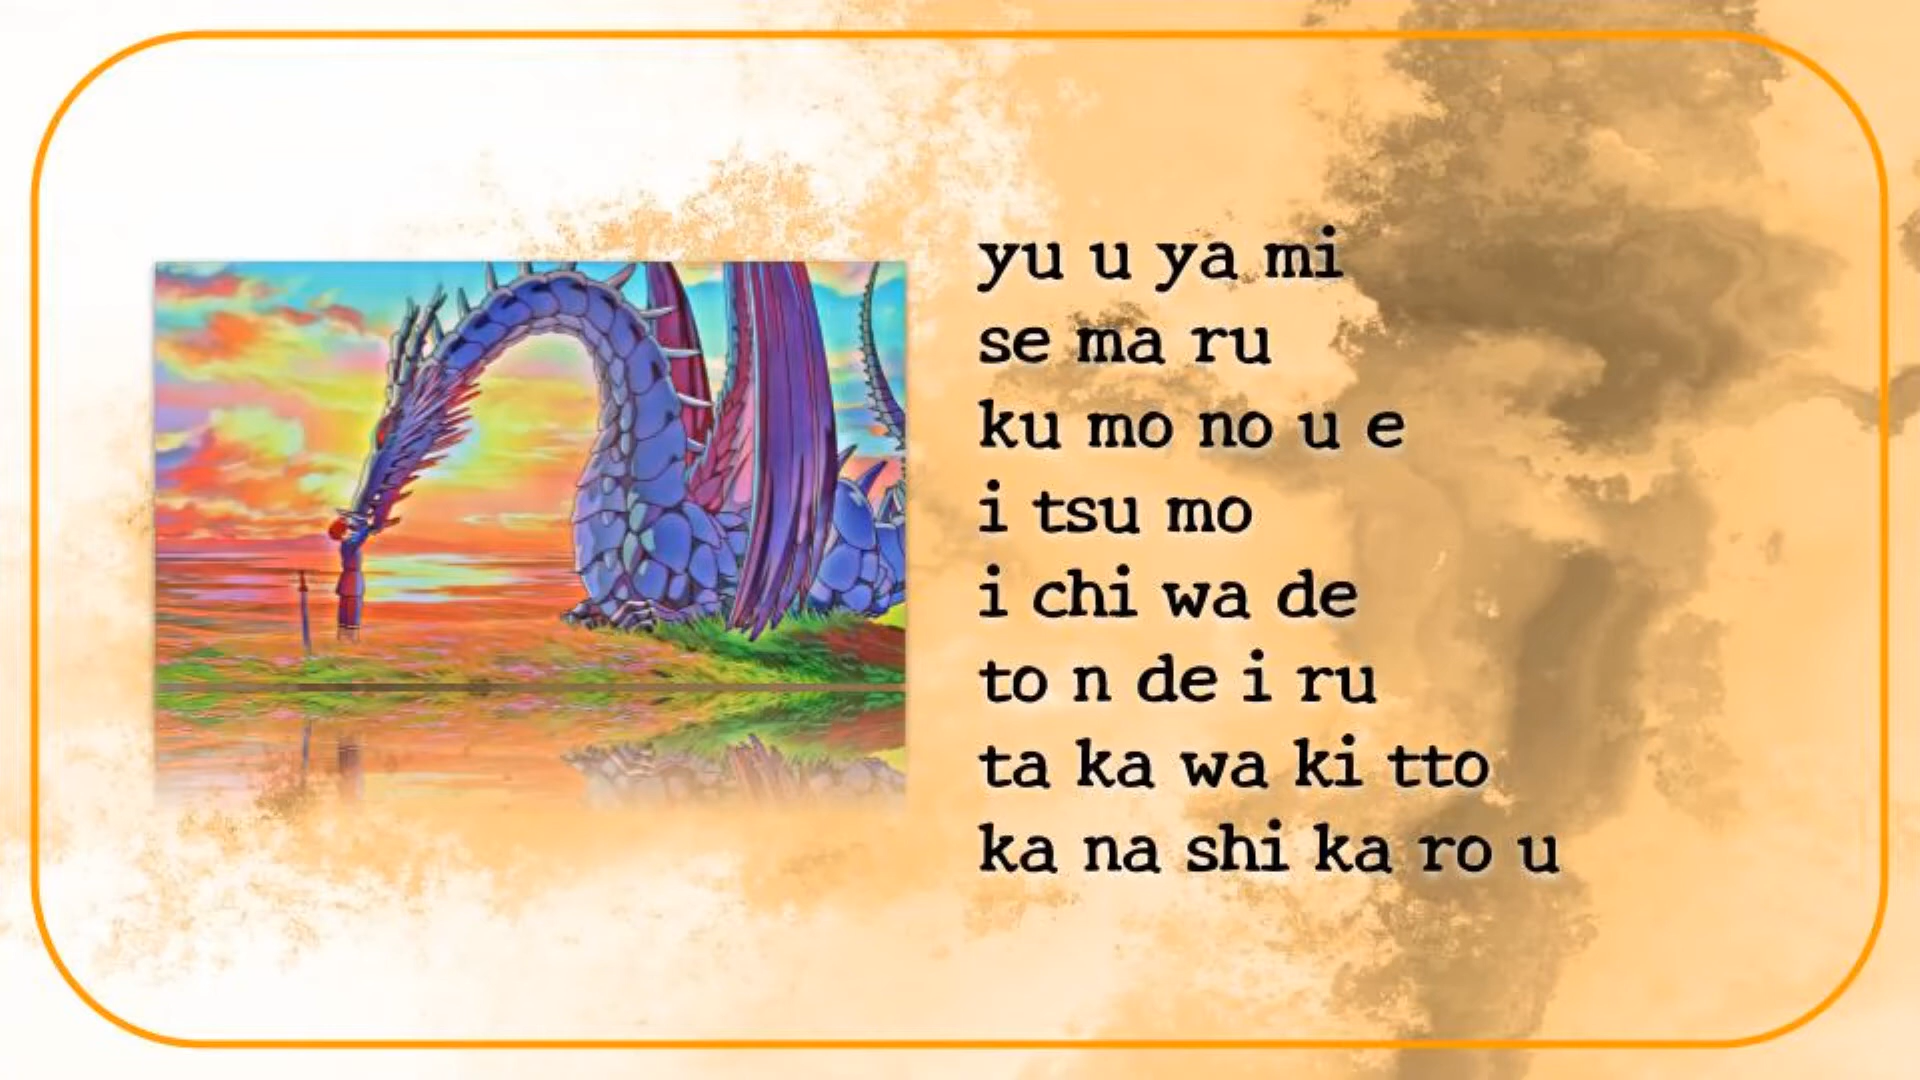 yu u ya mi
se ma ru
ku mo no u e
i tsu mo
i chi wa de
to n de i ru
ta ka wa ki tto
ka na shi ka ro u